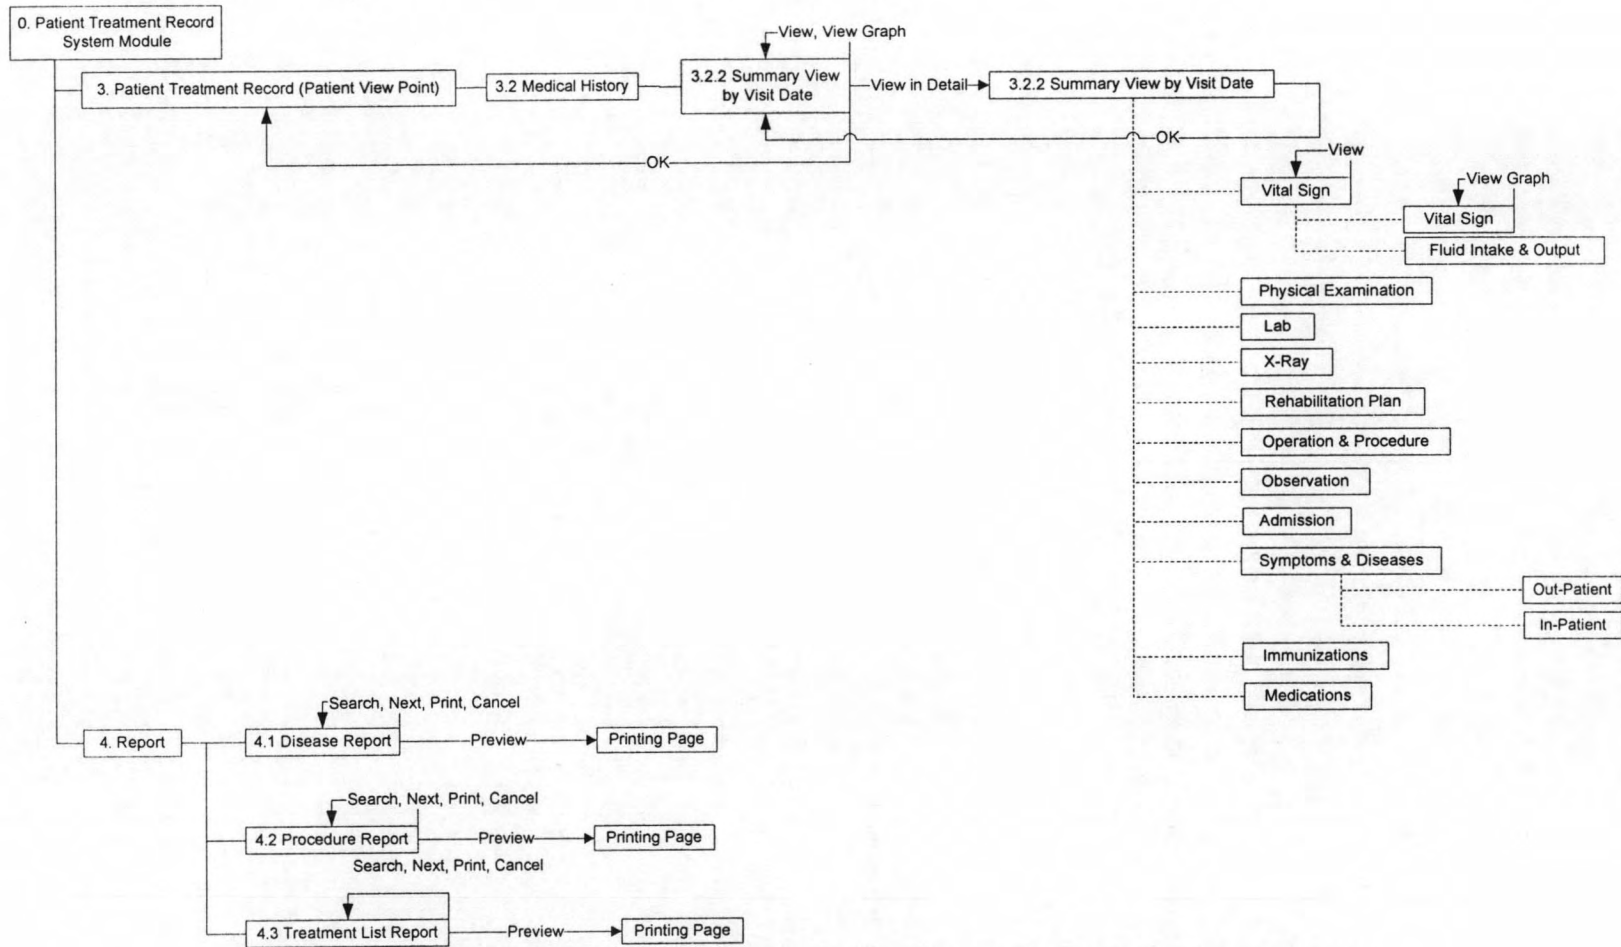 0. Patient Treatment Record
System Module
View, View Graph
3. Patient Treatment Record (Patient View Point)
3.2 Medical History
3.2.2 Summary View
by Visit Date
View in Detail
3.2.2 Summary View by Visit Date
OK
OK
View
Vital Sign
View Graph
Vital Sign
Fluid Intake & Output
Physical Examination
Lab
X-Ray
Rehabilitation Plan
Operation & Procedure
Observation
Admission
Symptoms & Diseases
Out-Patient
In-Patient
Immunizations
Medications
Search, Next, Print, Cancel
4. Report
4.1 Disease Report
Preview
Printing Page
Search, Next, Print, Cancel
4.2 Procedure Report
Preview
Printing Page
Search, Next, Print, Cancel
4.3 Treatment List Report
Preview
Printing Page